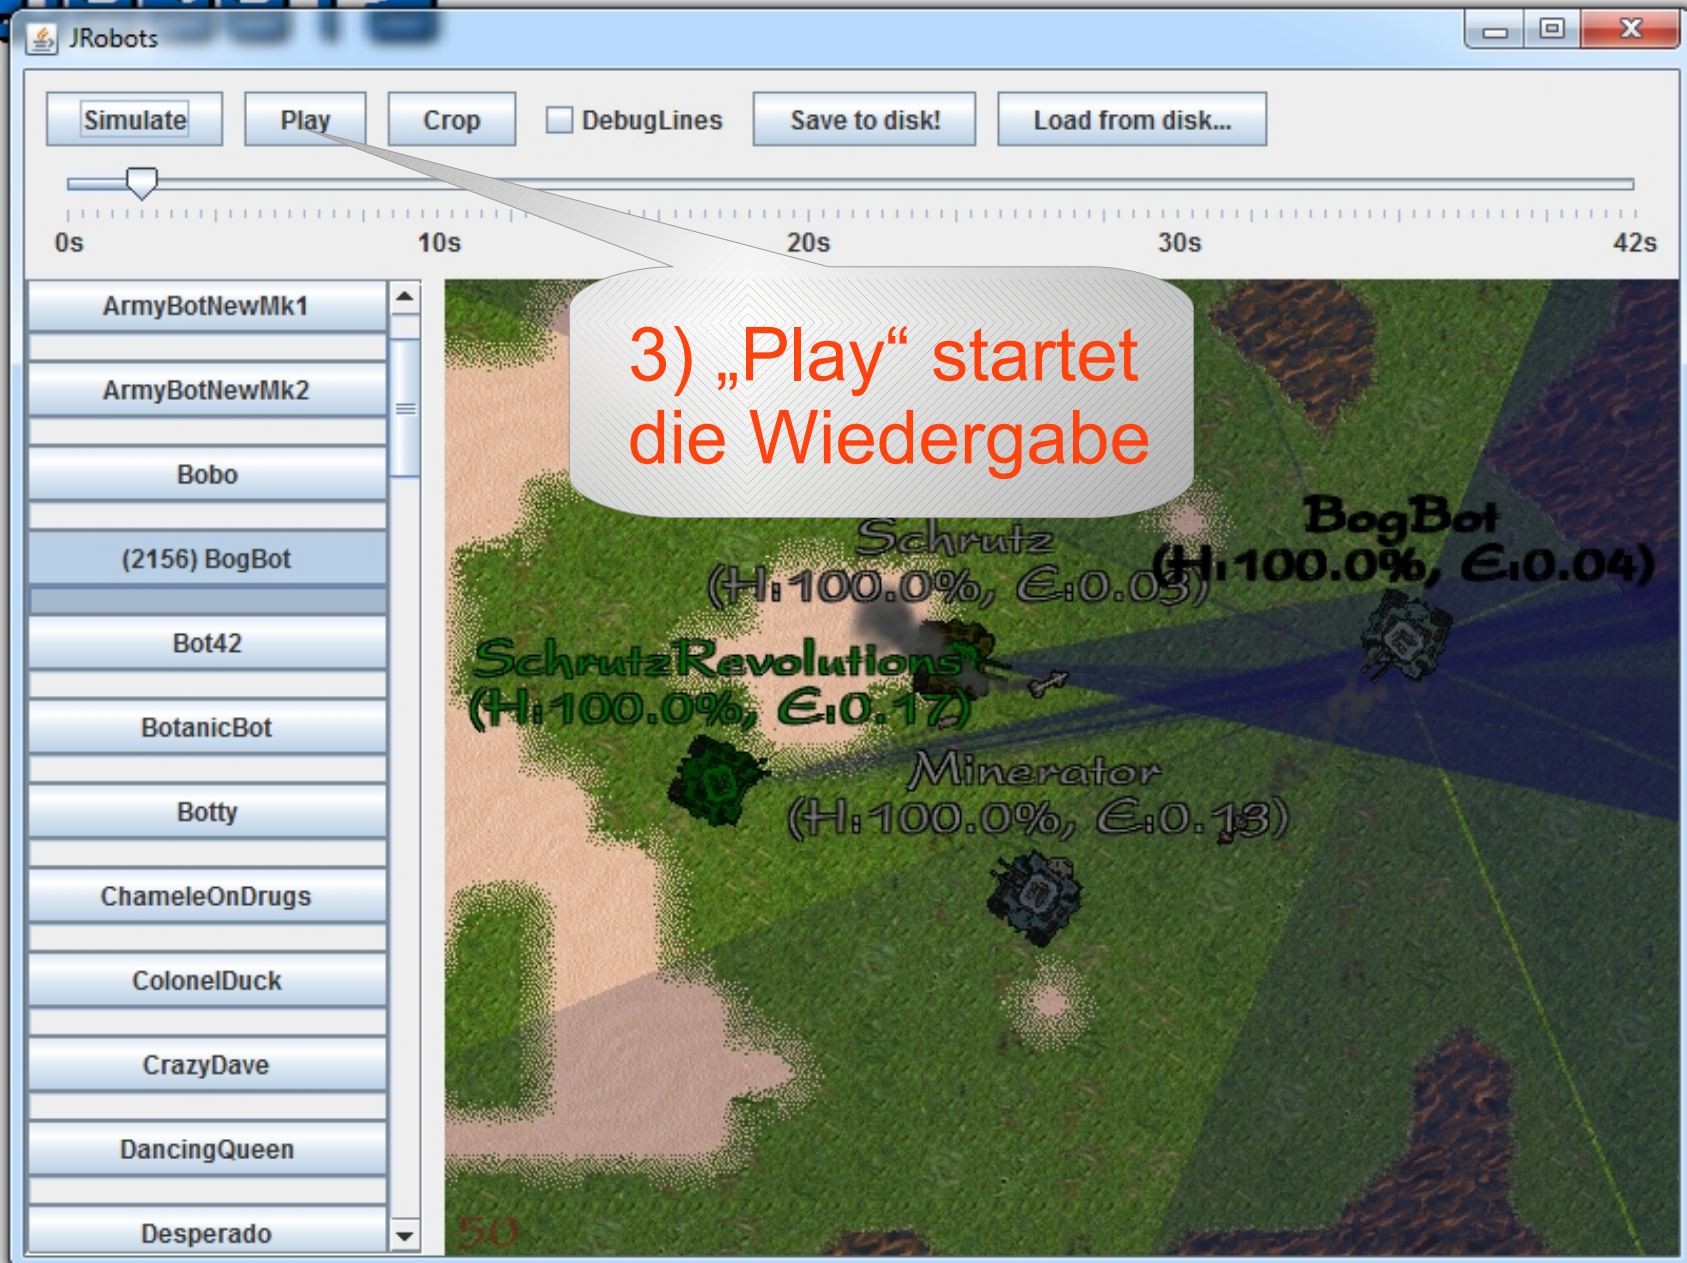 JRobots
Simulate Play Crop DebugLines Save to disk! Load from disk...
0s 10s 20s 30s 42s
3) „Play“ startet
die Wiedergabe
ArmyBotNewMk1
ArmyBotNewMk2
Bobo
(2156) BogBot
Bot42
BotanicBot
Botty
ChameleOnDrugs
ColonelDuck
CrazyDave
DancingQueen
Desperado
BogBot
(H:100.0%, E:0.04)
Schrutz
(H:100.0%, E:0.03)
SchrutzRevolutions
(H:100.0%, E:0.17)
Minerator
(H:100.0%, E:0.13)
50